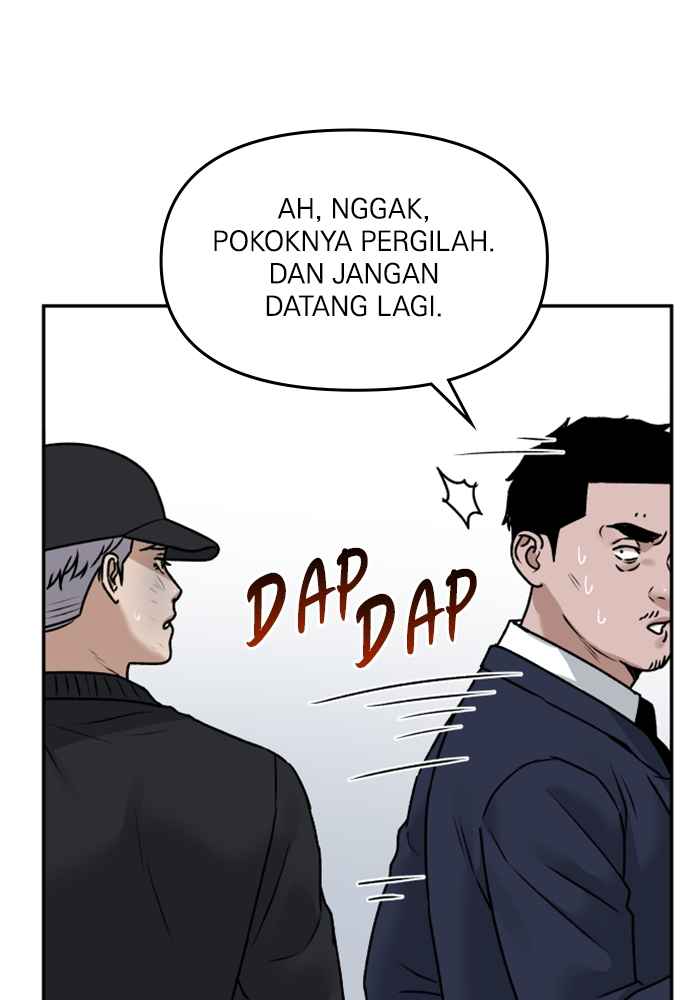 AH, NGGAK,
POKOKNYA PERGILAH.
DAN JANGAN
DATANG LAGI.
DAP
DAP